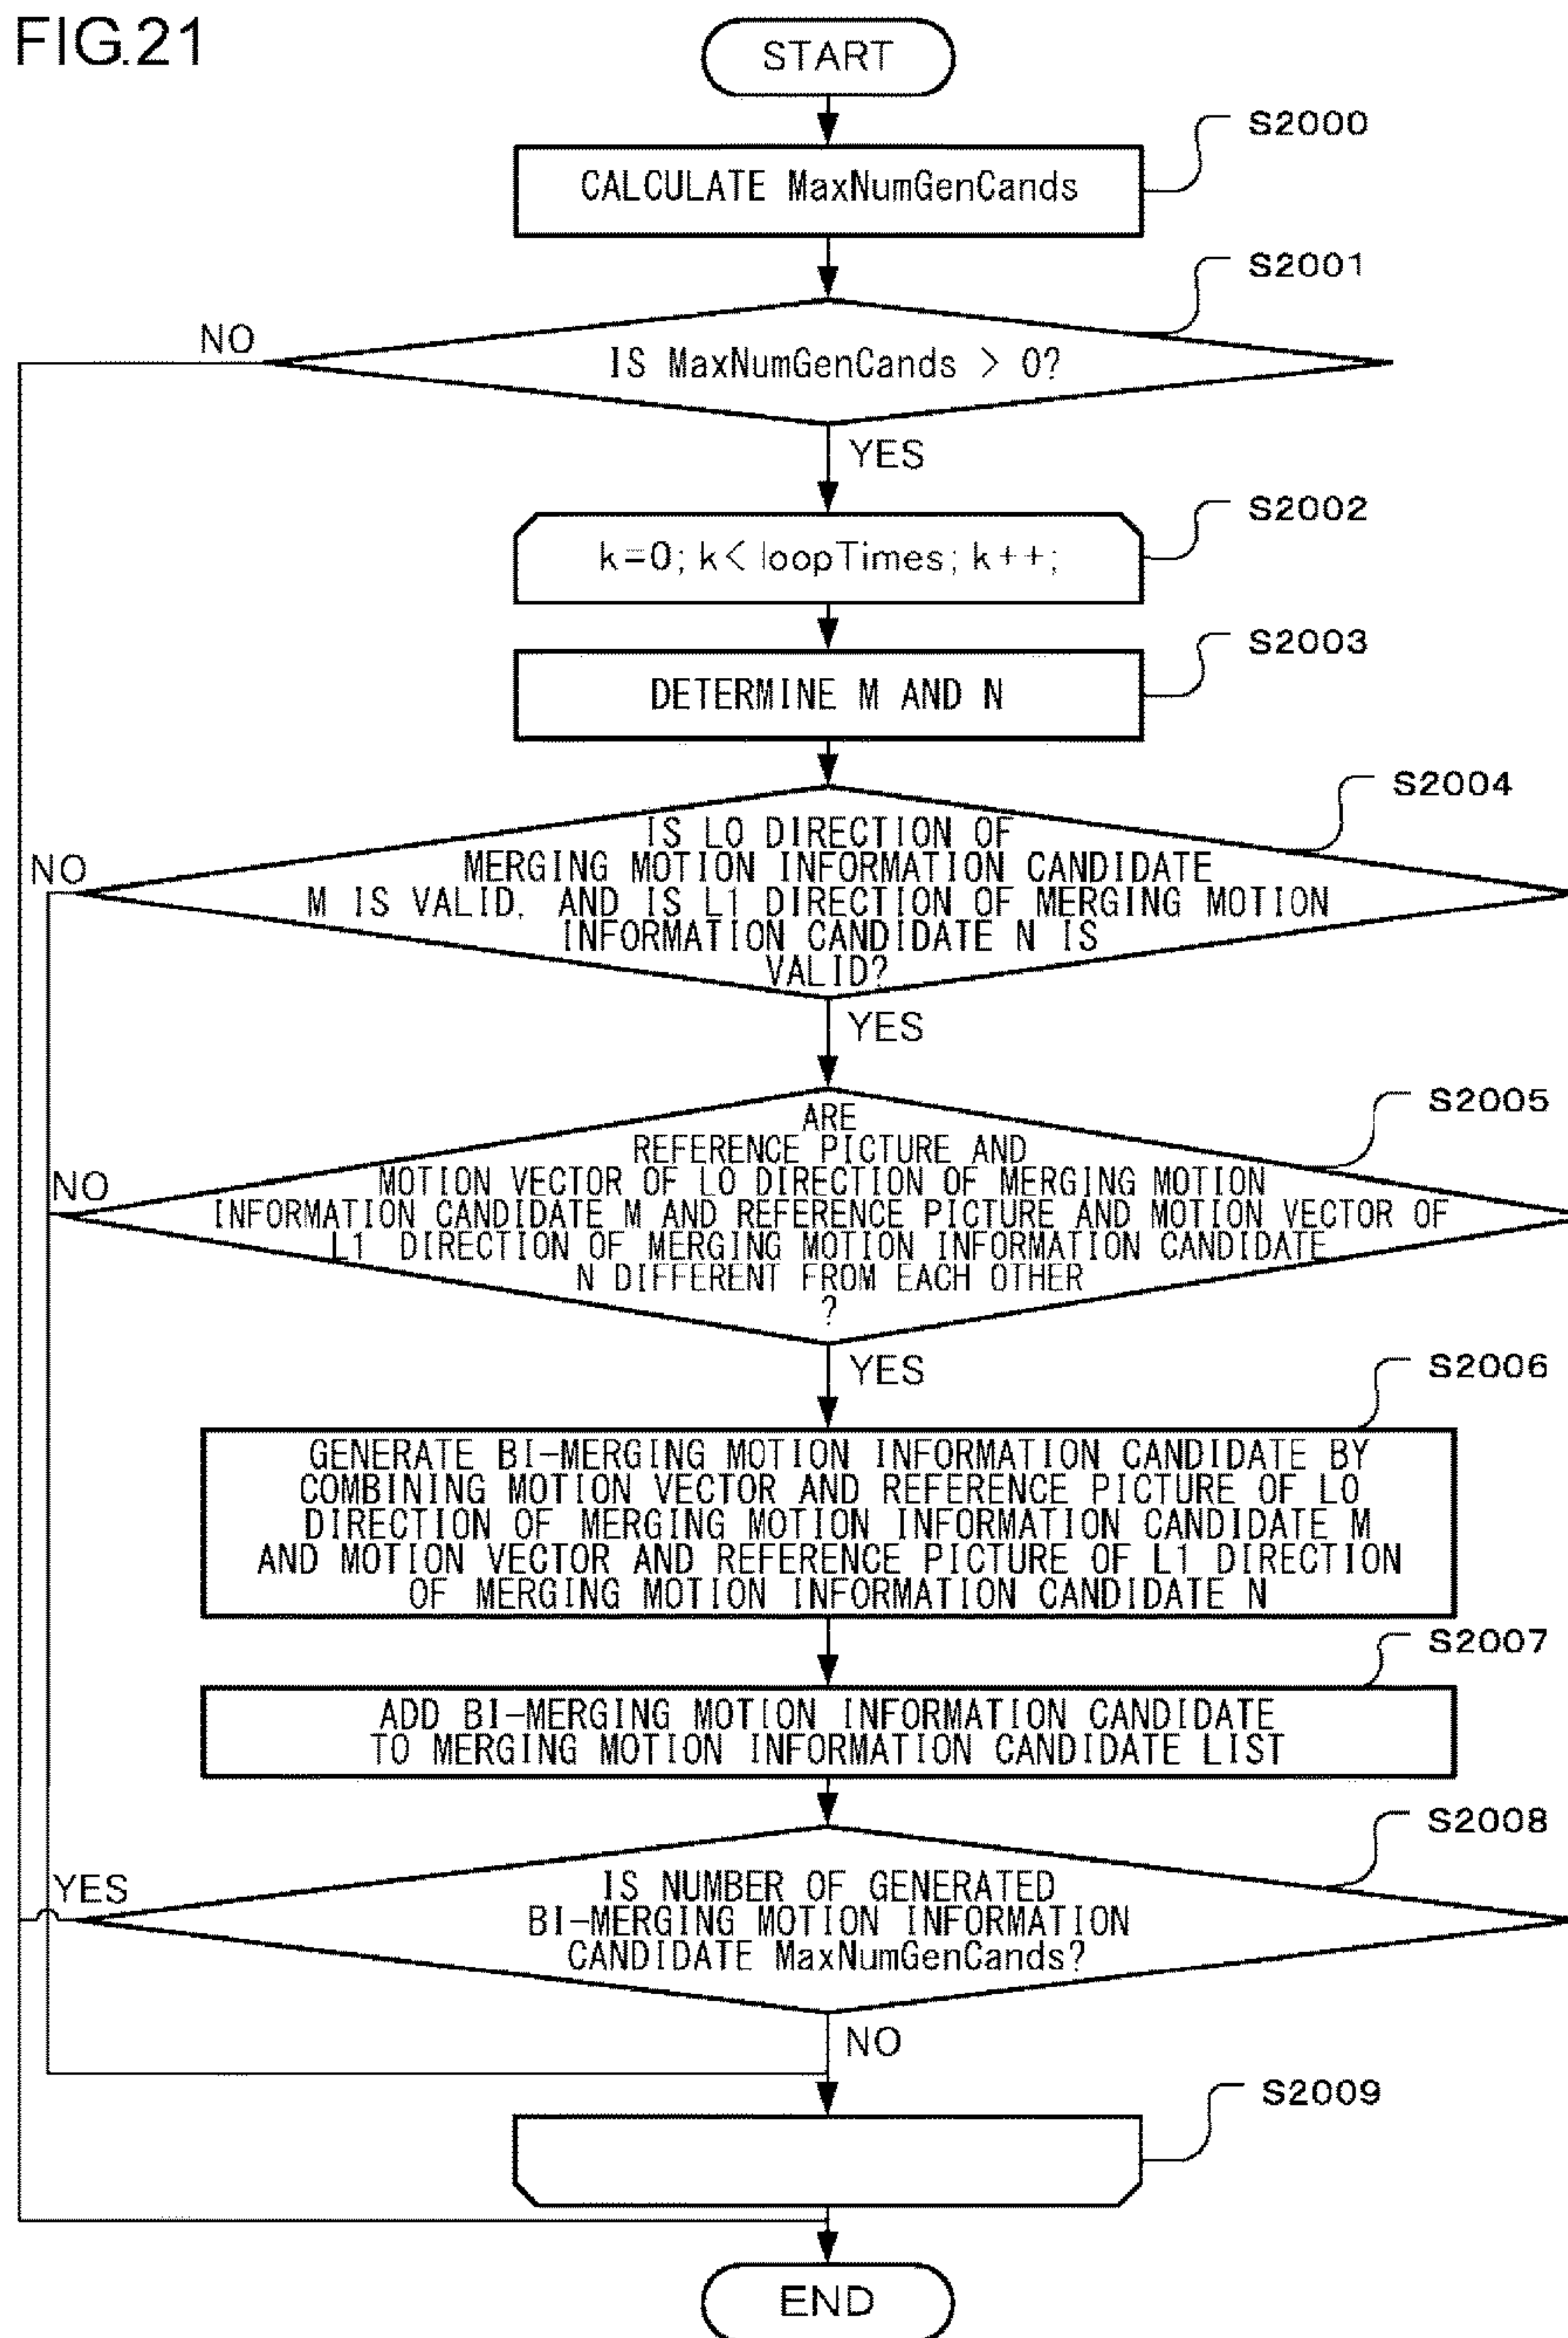 FIG.21
START
S2000
CALCULATE MaxNumGenCands
S2001
NO
IS MaxNumGenCands > 0?
YES
S2002
k=0; k< loopTimes; k++;
S2003
DETERMINE M AND N
S2004
NO
IS L0 DIRECTION OF
MERGING MOTION INFORMATION CANDIDATE
M IS VALID, AND IS L1 DIRECTION OF MERGING MOTION
INFORMATION CANDIDATE N IS
VALID?
YES
S2005
NO
ARE
REFERENCE PICTURE AND
MOTION VECTOR OF L0 DIRECTION OF MERGING MOTION
INFORMATION CANDIDATE M AND REFERENCE PICTURE AND MOTION VECTOR OF
L1 DIRECTION OF MERGING MOTION INFORMATION CANDIDATE
N DIFFERENT FROM EACH OTHER
?
YES
S2006
GENERATE BI-MERGING MOTION INFORMATION CANDIDATE BY
COMBINING MOTION VECTOR AND REFERENCE PICTURE OF L0
DIRECTION OF MERGING MOTION INFORMATION CANDIDATE M
AND MOTION VECTOR AND REFERENCE PICTURE OF L1 DIRECTION
OF MERGING MOTION INFORMATION CANDIDATE N
S2007
ADD BI-MERGING MOTION INFORMATION CANDIDATE
TO MERGING MOTION INFORMATION CANDIDATE LIST
S2008
YES
IS NUMBER OF GENERATED
BI-MERGING MOTION INFORMATION
CANDIDATE MaxNumGenCands?
NO
S2009
END